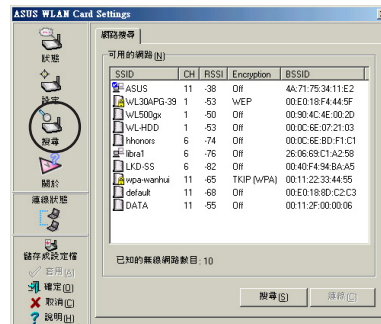 ASUS WLAN Card Settings
狀態
設定
搜尋
關於
連線狀態
儲存成設定檔
套用(A)
確定(O)
取消(C)
說明(H)
網路搜尋
可用的網路(N)
SSID CH RSSI Encryption BSSID
ASUS 11 -38 Off 4A:71:75:34:11:E2
WL30APG-39 1 -53 WEP 00:E0:18:F4:44:5F
WL500gx 1 -50 Off 00:90:4C:4E:00:2D
WL-HDD 1 -53 Off 00:0C:6E:07:21:03
hhonors 6 -74 Off 00:0C:6E:BD:F1:C1
libra1 6 -76 Off 26:06:69:C1:A2:58
LKD-SS 6 -82 Off 00:40:F4:94:BA:A5
wpa-wanhui 11 -65 TKIP (WPA) 00:11:22:33:44:55
default 11 -68 Off 00:E0:18:8D:C2:C3
DATA 11 -55 Off 00:11:2F:00:00:06
已知的無線網路數目: 10
搜尋(S)
連線(C)